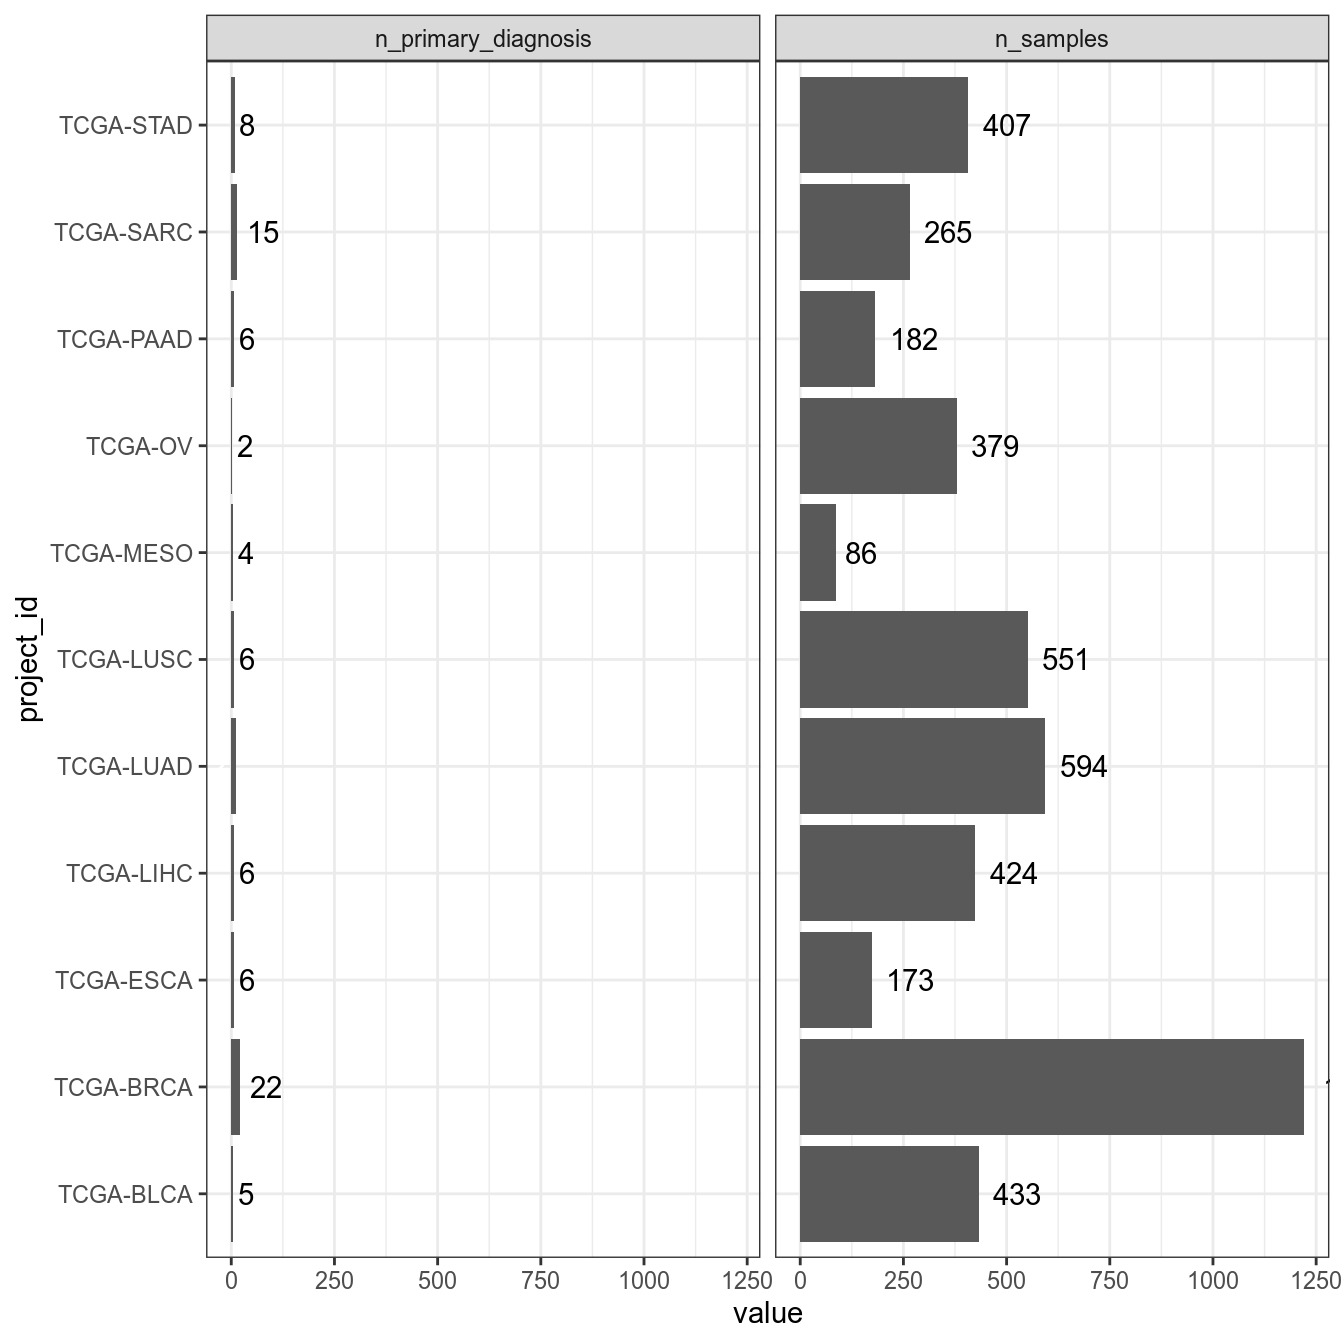 n_primary_diagnosis n_samples
TCGA-STAD 8 407
TCGA-SARC 15 265
TCGA-PAAD 6 182
TCGA-OV 2 379
TCGA-MESO 4 86
TCGA-LUSC 6 551
TCGA-LUAD 594
TCGA-LIHC 6 424
TCGA-ESCA 6 173
TCGA-BRCA 22
TCGA-BLCA 5 433
project_id
0 250 500 750 1000 1250 0 250 500 750 1000 1250
value